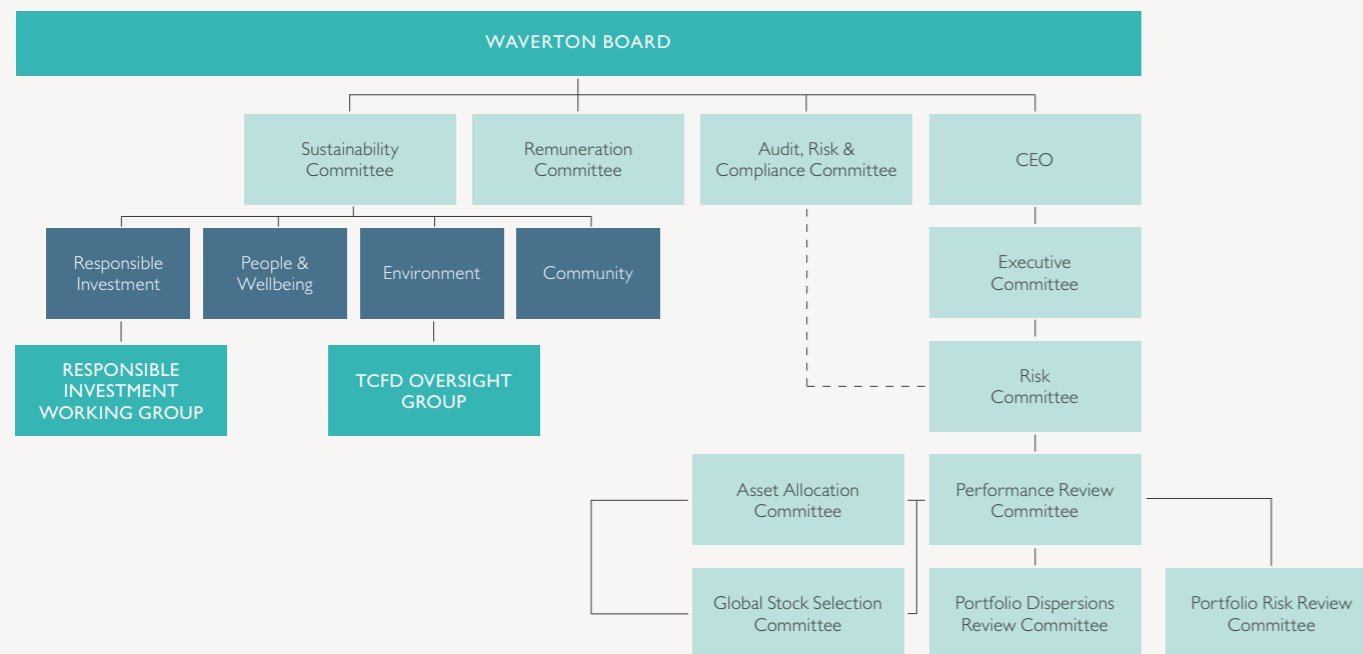 WAVERTON BOARD
Sustainability
Committee
Remuneration
Committee
Audit, Risk &
Compliance Committee
CEO
Responsible
Investment
People &
Wellbeing
Environment
Community
Executive
Committee
RESPONSIBLE
INVESTMENT
WORKING GROUP
TCFD OVERSIGHT
GROUP
Risk
Committee
Asset Allocation
Committee
Performance Review
Committee
Global Stock Selection
Committee
Portfolio Dispersions
Review Committee
Portfolio Risk Review
Committee